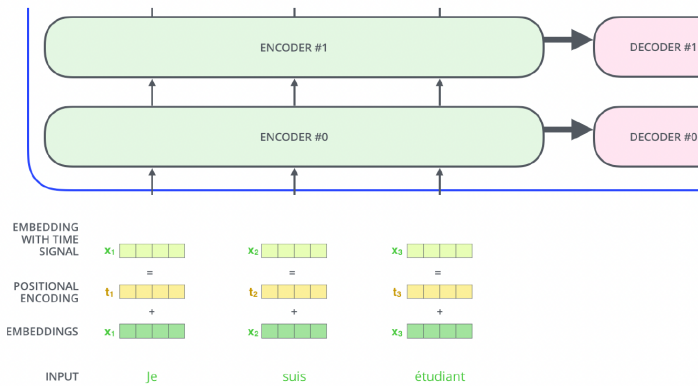 ENCODER #1
DECODER #1
ENCODER #0
DECODER #0
EMBEDDING
WITH TIME
SIGNAL
x₁ x₂ x₃
= = =
POSITIONAL
ENCODING
t₁ t₂ t₃
+ + +
EMBEDDINGS x₁ x₂ x₃
INPUT Je suis étudiant